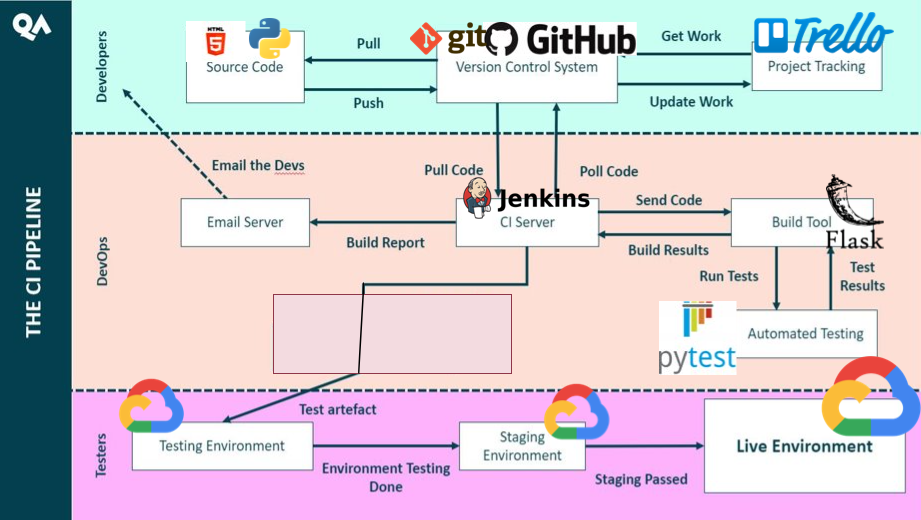 QA
THE CI PIPELINE
Developers
HTML
5
Source Code
Pull
Push
git
GitHub
Version Control System
Get Work
Update Work
Trello
Project Tracking
DevOps
Email the Devs
Pull Code
Poll Code
Email Server
Build Report
Jenkins
CI Server
Send Code
Build Results
Build Tool
Flask
Run Tests
Test
Results
pytest
Automated Testing
Testers
Test artefact
Testing Environment
Environment Testing
Done
Staging
Environment
Staging Passed
Live Environment